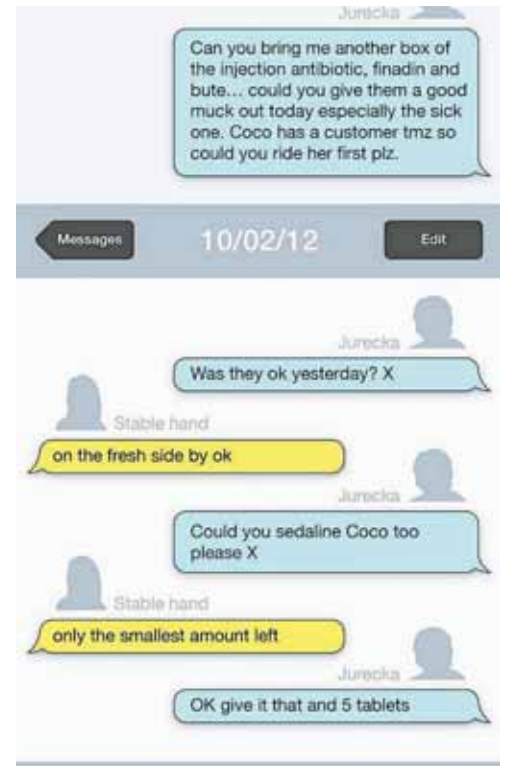 Jurecka
Can you bring me another box of
the injection antibiotic, finadin and
bute... could you give them a good
muck out today especially the sick
one. Coco has a customer tmz so
could you ride her first plz.
Messages
10/02/12
Edit
Jurecka
Was they ok yesterday? X
Stable hand
on the fresh side by ok
Jurecka
Could you sedaline Coco too
please X
Stable hand
only the smallest amount left
Jurecka
OK give it that and 5 tablets